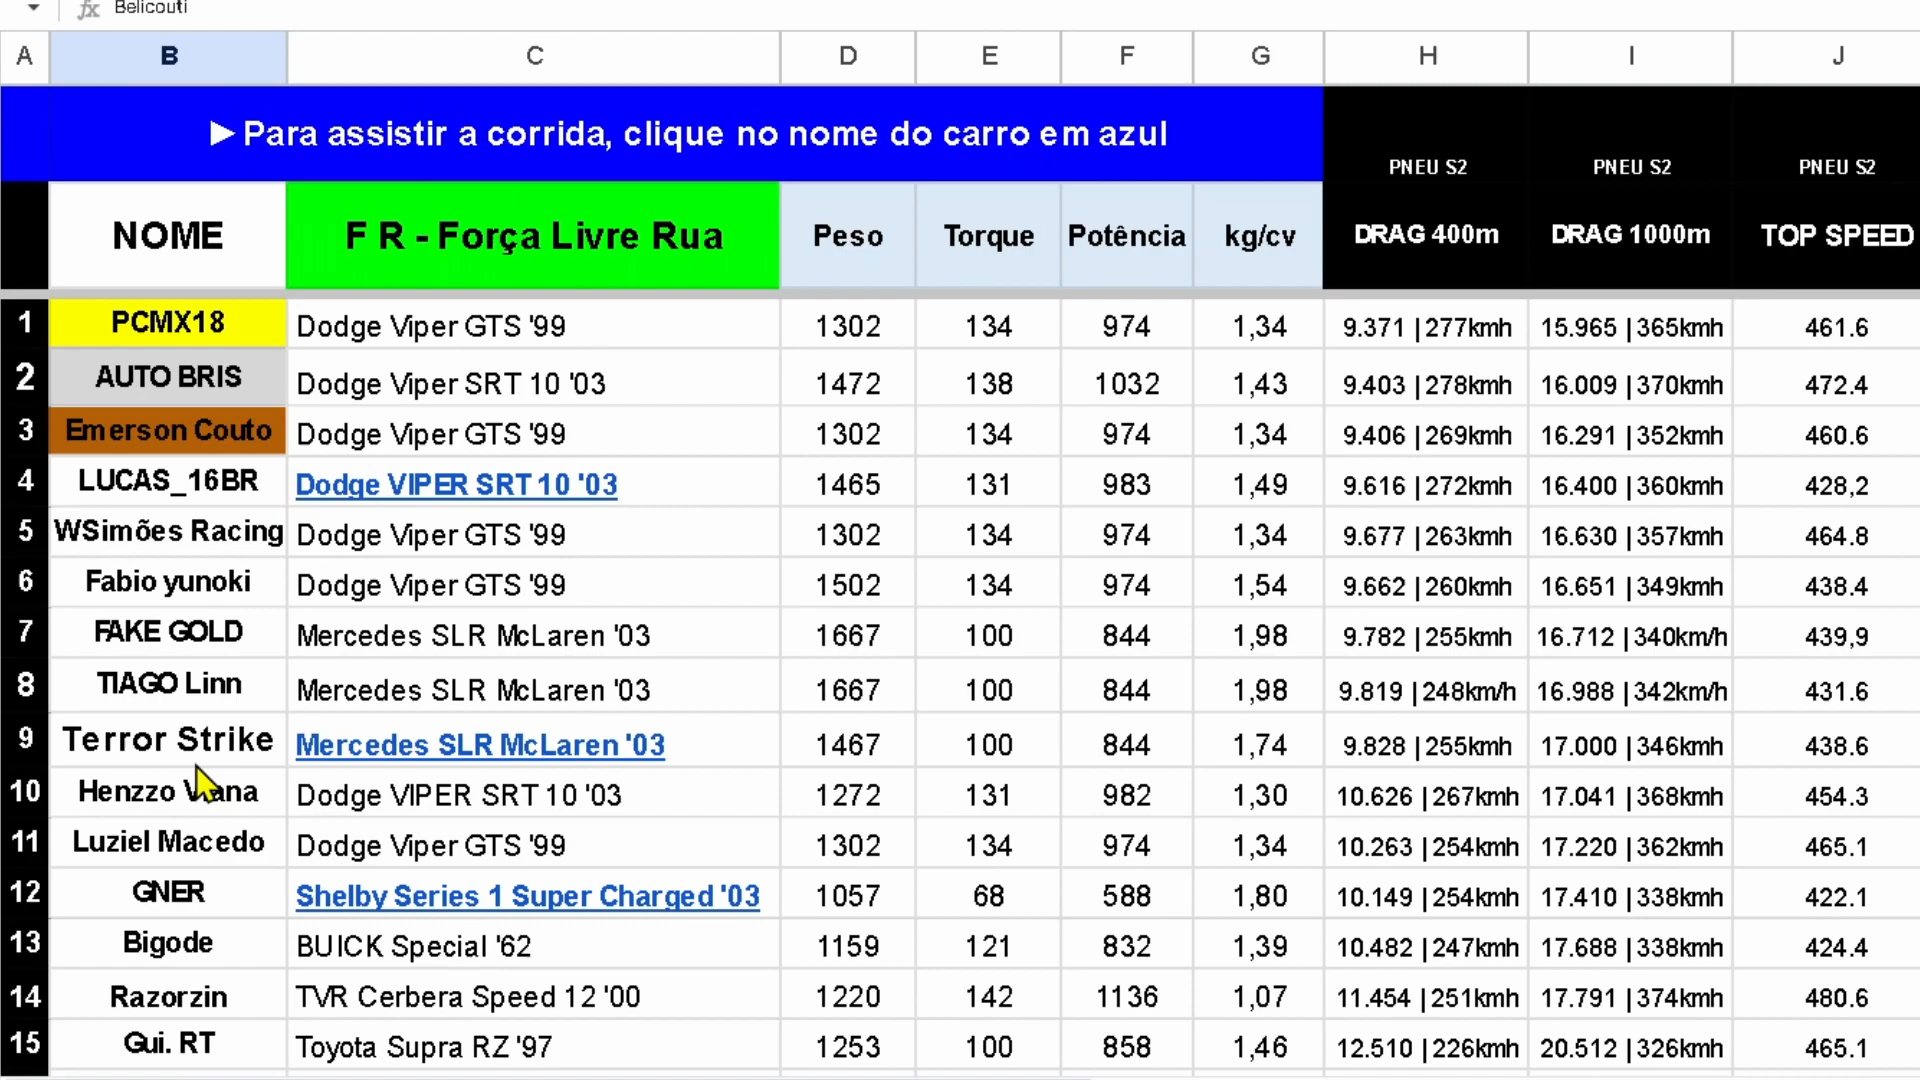 fx Belicouti
A B C D E F G H I J
►Para assistir a corrida, clique no nome do carro em azul
PNEU S2 PNEU S2 PNEU S2
NOME F R - Força Livre Rua Peso Torque Potência kg/cv DRAG 400m DRAG 1000m TOP SPEED
1 PCMX18 Dodge Viper GTS '99 1302 134 974 1,34 9.371 |277kmh 15.965 |365kmh 461.6
2 AUTO BRIS Dodge Viper SRT 10 '03 1472 138 1032 1,43 9.403 |278kmh 16.009 |370kmh 472.4
3 Emerson Couto Dodge Viper GTS '99 1302 134 974 1,34 9.406 |269kmh 16.291 |352kmh 460.6
4 LUCAS_16BR Dodge VIPER SRT 10 '03 1465 131 983 1,49 9.616 |272kmh 16.400 |360kmh 428,2
5 WSimões Racing Dodge Viper GTS '99 1302 134 974 1,34 9.677 |263kmh 16.630 |357kmh 464.8
6 Fabio yunoki Dodge Viper GTS '99 1502 134 974 1,54 9.662 |260kmh 16.651 |349kmh 438.4
7 FAKE GOLD Mercedes SLR McLaren '03 1667 100 844 1,98 9.782 |255kmh 16.712 |340km/h 439,9
8 TIAGO Linn Mercedes SLR McLaren '03 1667 100 844 1,98 9.819 |248km/h 16.988 |342km/h 431.6
9 Terror Strike Mercedes SLR McLaren '03 1467 100 844 1,74 9.828 |255kmh 17.000 |346kmh 438.6
10 Henzzo Viana Dodge VIPER SRT 10 '03 1272 131 982 1,30 10.626 |267kmh 17.041 |368kmh 454.3
11 Luziel Macedo Dodge Viper GTS '99 1302 134 974 1,34 10.263 |254kmh 17.220 |362kmh 465.1
12 GNER Shelby Series 1 Super Charged '03 1057 68 588 1,80 10.149 |254kmh 17.410 |338kmh 422.1
13 Bigode BUICK Special '62 1159 121 832 1,39 10.482 |247kmh 17.688 |338kmh 424.4
14 Razorzin TVR Cerbera Speed 12 '00 1220 142 1136 1,07 11.454 |251kmh 17.791 |374kmh 480.6
15 Gui. RT Toyota Supra RZ '97 1253 100 858 1,46 12.510 |226kmh 20.512 |326kmh 465.1